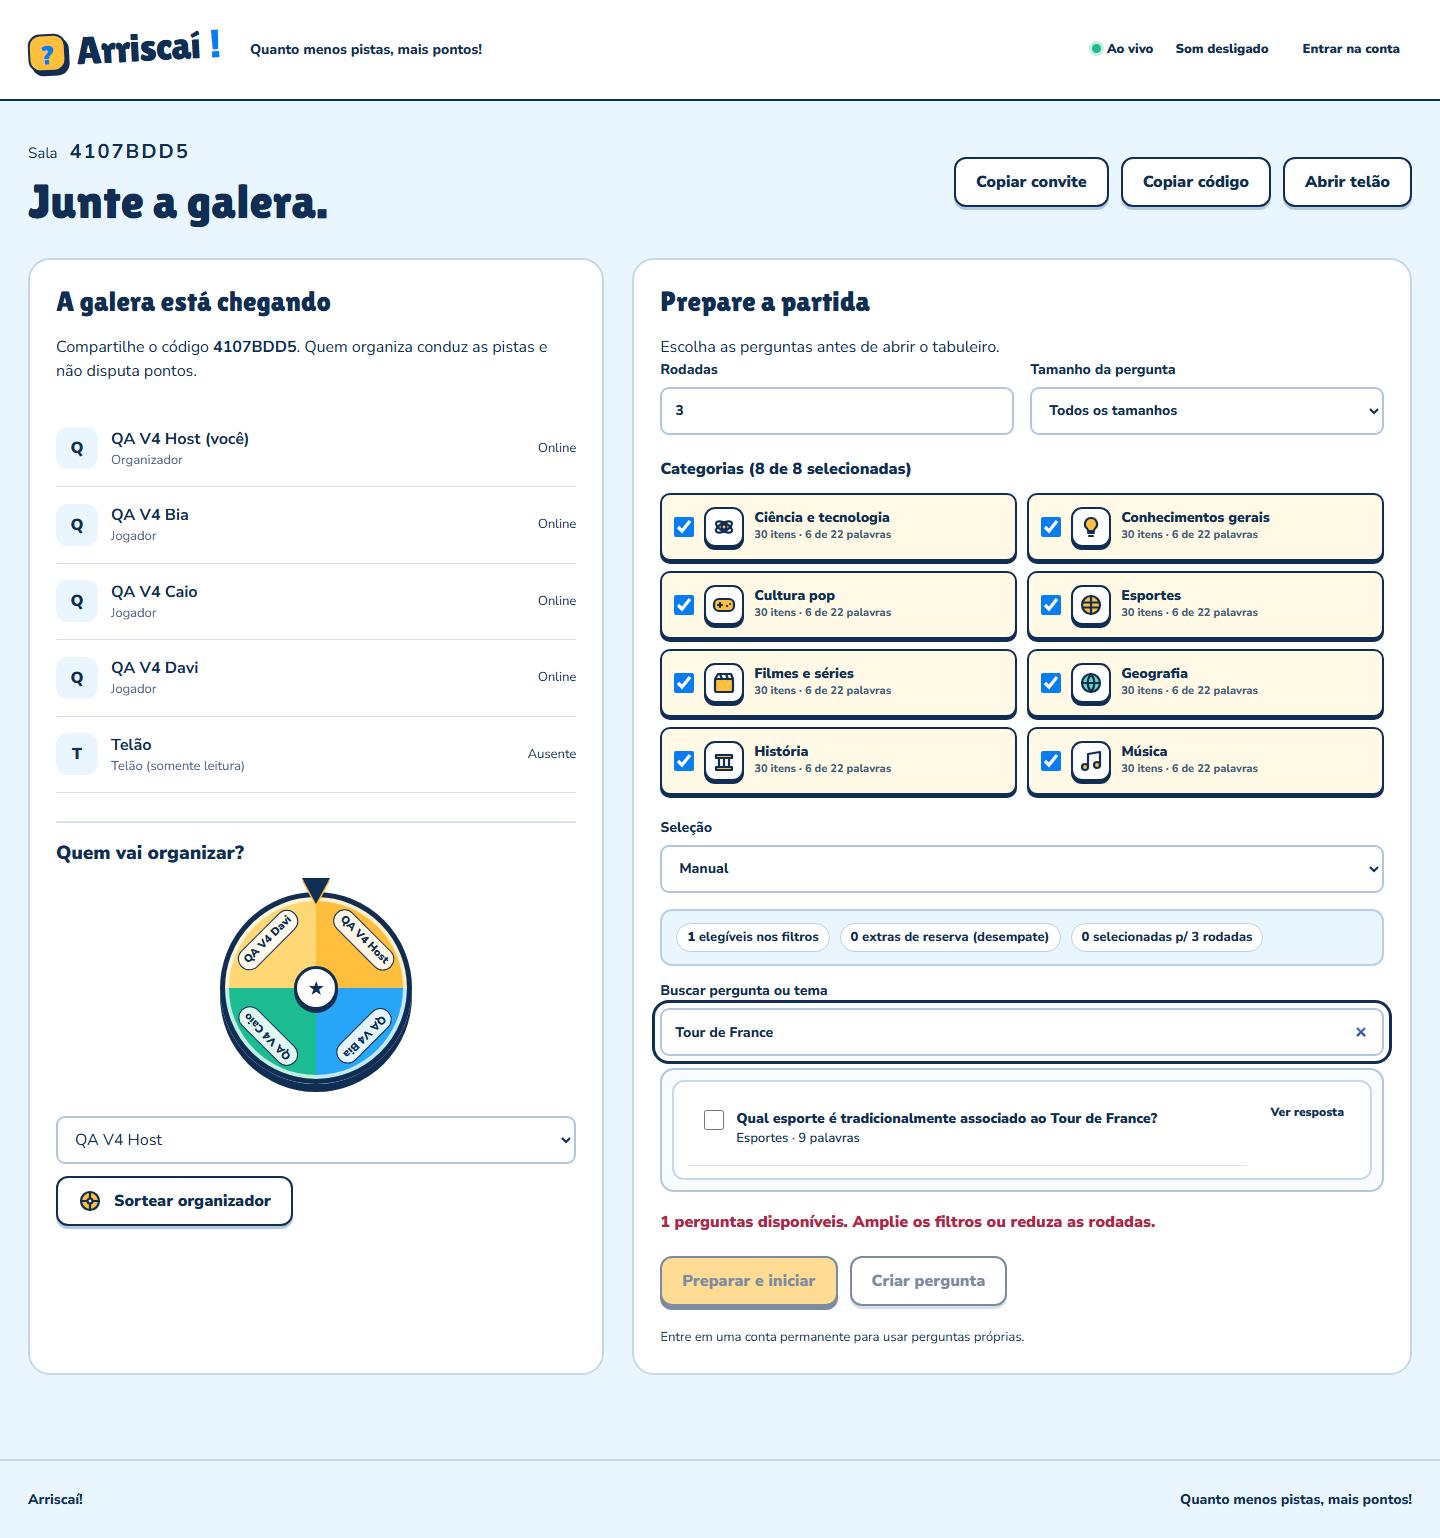 ?
Arriscaí!
Quanto menos pistas, mais pontos!
Ao vivo
Som desligado
Entrar na conta
Sala 4107BDD5
Junte a galera.
Copiar convite
Copiar código
Abrir telão
A galera está chegando
Compartilhe o código 4107BDD5. Quem organiza conduz as pistas e
não disputa pontos.
Q
QA V4 Host (você)
Organizador
Online
Q
QA V4 Bia
Jogador
Online
Q
QA V4 Caio
Jogador
Online
Q
QA V4 Davi
Jogador
Online
T
Telão
Telão (somente leitura)
Ausente
Quem vai organizar?
QA V4 Davi
QA V4 Host
QA V4 Caio
QA V4 Bia
QA V4 Host
Sortear organizador
Prepare a partida
Escolha as perguntas antes de abrir o tabuleiro.
Rodadas
3
Tamanho da pergunta
Todos os tamanhos
Categorias (8 de 8 selecionadas)
Ciência e tecnologia
30 itens · 6 de 22 palavras
Conhecimentos gerais
30 itens · 6 de 22 palavras
Cultura pop
30 itens · 6 de 22 palavras
Esportes
30 itens · 6 de 22 palavras
Filmes e séries
30 itens · 6 de 22 palavras
Geografia
30 itens · 6 de 22 palavras
História
30 itens · 6 de 22 palavras
Música
30 itens · 6 de 22 palavras
Seleção
Manual
1 elegíveis nos filtros
0 extras de reserva (desempate)
0 selecionadas p/ 3 rodadas
Buscar pergunta ou tema
Tour de France
Qual esporte é tradicionalmente associado ao Tour de France?
Esportes · 9 palavras
Ver resposta
1 perguntas disponíveis. Amplie os filtros ou reduza as rodadas.
Preparar e iniciar
Criar pergunta
Entre em uma conta permanente para usar perguntas próprias.
Arriscaí!
Quanto menos pistas, mais pontos!